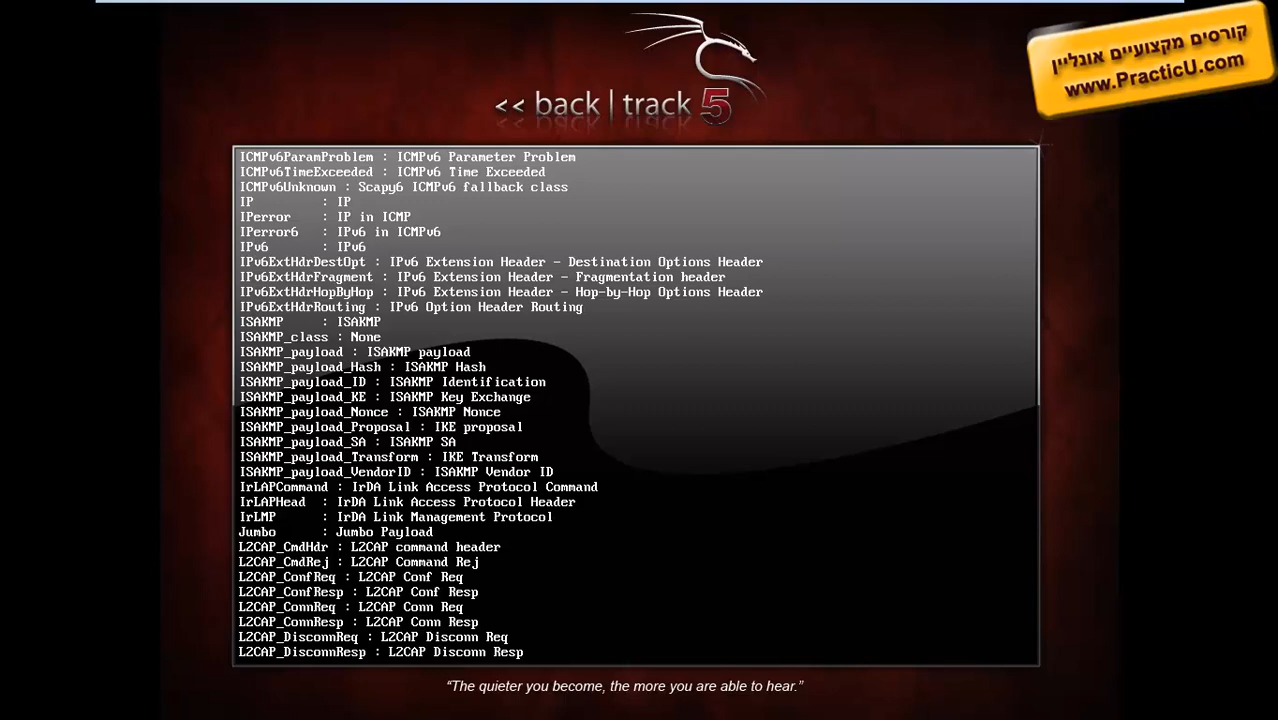 קורסים מקצועיים אונליין
www.PracticU.com
<< back | track 5
ICMPv6ParamProblem : ICMPv6 Parameter Problem
ICMPv6TimeExceeded : ICMPv6 Time Exceeded
ICMPv6Unknown : Scapy6 ICMPv6 fallback class
IP : IP
IPerror : IP in ICMP
IPerror6 : IPv6 in ICMPv6
IPv6 : IPv6
IPv6ExtHdrDestOpt : IPv6 Extension Header - Destination Options Header
IPv6ExtHdrFragment : IPv6 Extension Header - Fragmentation header
IPv6ExtHdrHopByHop : IPv6 Extension Header - Hop-by-Hop Options Header
IPv6ExtHdrRouting : IPv6 Option Header Routing
ISAKMP : ISAKMP
ISAKMP_class : None
ISAKMP_payload : ISAKMP payload
ISAKMP_payload_Hash : ISAKMP Hash
ISAKMP_payload_ID : ISAKMP Identification
ISAKMP_payload_KE : ISAKMP Key Exchange
ISAKMP_payload_Nonce : ISAKMP Nonce
ISAKMP_payload_Proposal : IKE proposal
ISAKMP_payload_SA : ISAKMP SA
ISAKMP_payload_Transform : IKE Transform
ISAKMP_payload_VendorID : ISAKMP Vendor ID
IrLAPCommand : IrDA Link Access Protocol Command
IrLAPHead : IrDA Link Access Protocol Header
IrLMP : IrDA Link Management Protocol
Jumbo : Jumbo Payload
L2CAP_CmdHdr : L2CAP command header
L2CAP_CmdRej : L2CAP Command Rej
L2CAP_ConfReq : L2CAP Conf Req
L2CAP_ConfResp : L2CAP Conf Resp
L2CAP_ConnReq : L2CAP Conn Req
L2CAP_ConnResp : L2CAP Conn Resp
L2CAP_DisconnReq : L2CAP Disconn Req
L2CAP_DisconnResp : L2CAP Disconn Resp
“The quieter you become, the more you are able to hear.”